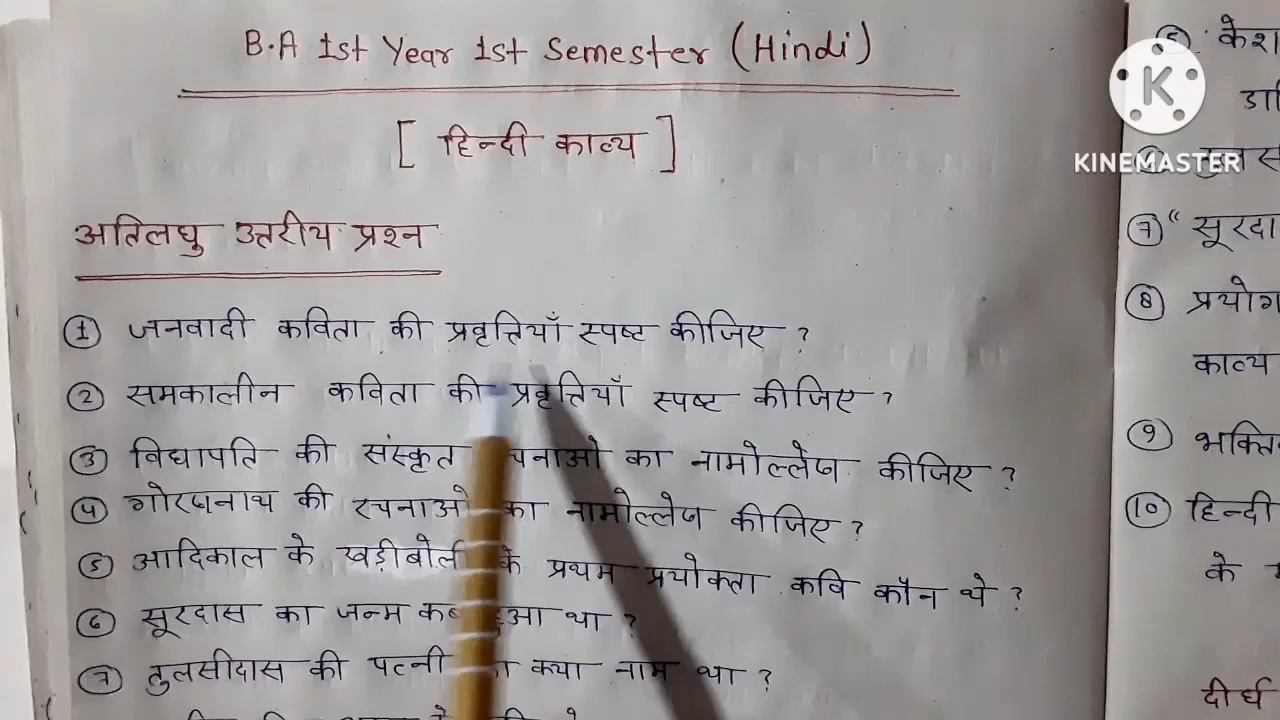 B.A 1st Year 1st Semester (Hindi)
[ हिन्दी काव्य ]
अतिलघु उत्तरीय प्रश्न
① जनवादी कविता की प्रवृत्तियाँ स्पष्ट कीजिए ?
② समकालीन कविता की प्रवृत्तियाँ स्पष्ट कीजिए ?
③ विद्यापति की संस्कृत का नामोल्लेख कीजिए ?
④ गोरखनाथ की रचनाओ का नामोल्लेख कीजिए ?
⑤ आदिकाल के खड़ीबोली के प्रथम प्रयोक्ता कवि कौन थे ?
⑥ सूरदास का जन्म कब हुआ था ?
⑦ तुलसीदास की पत्नी का क्या नाम था ?
KINEMASTER
⑦ "सूरदा
⑧ प्रयोग
काव्य
⑨ भक्ति
⑩ हिन्दी
के
दीर्घ